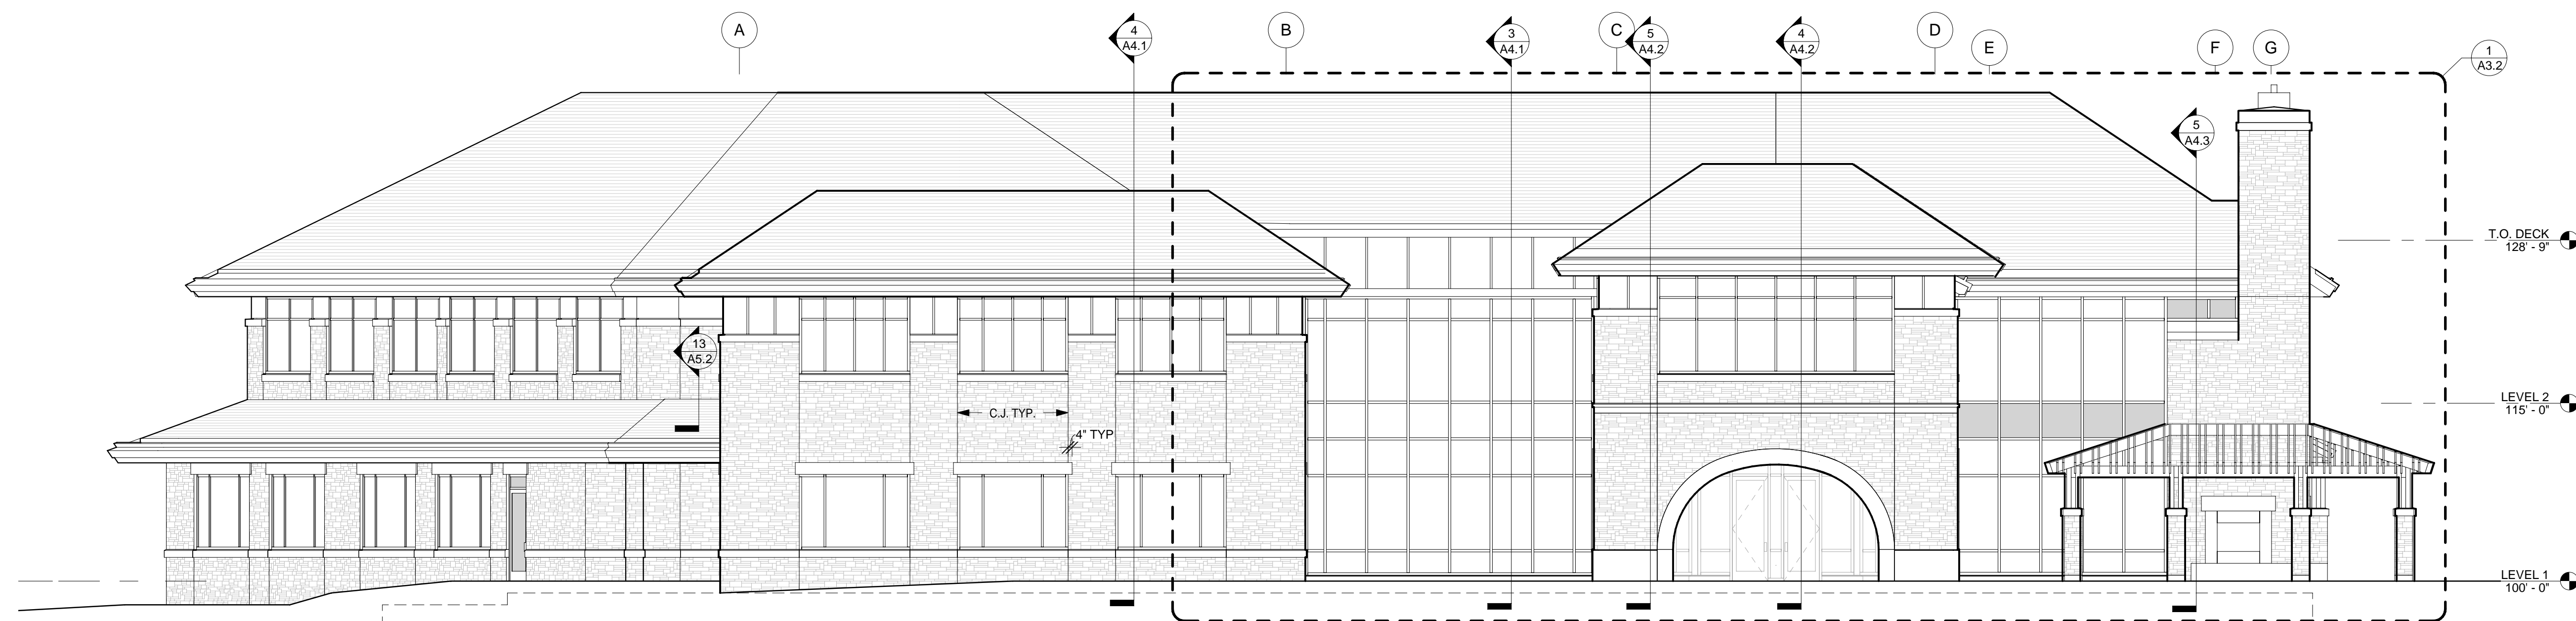 A
4
A4.1
B
3
A4.1
C
5
A4.2
4
A4.2
D
E
F
G
1
A3.2
5
A4.3
T.O. DECK
128' - 9"
13
A5.2
LEVEL 2
115' - 0"
C.J. TYP.
4" TYP
LEVEL 1
100' - 0"